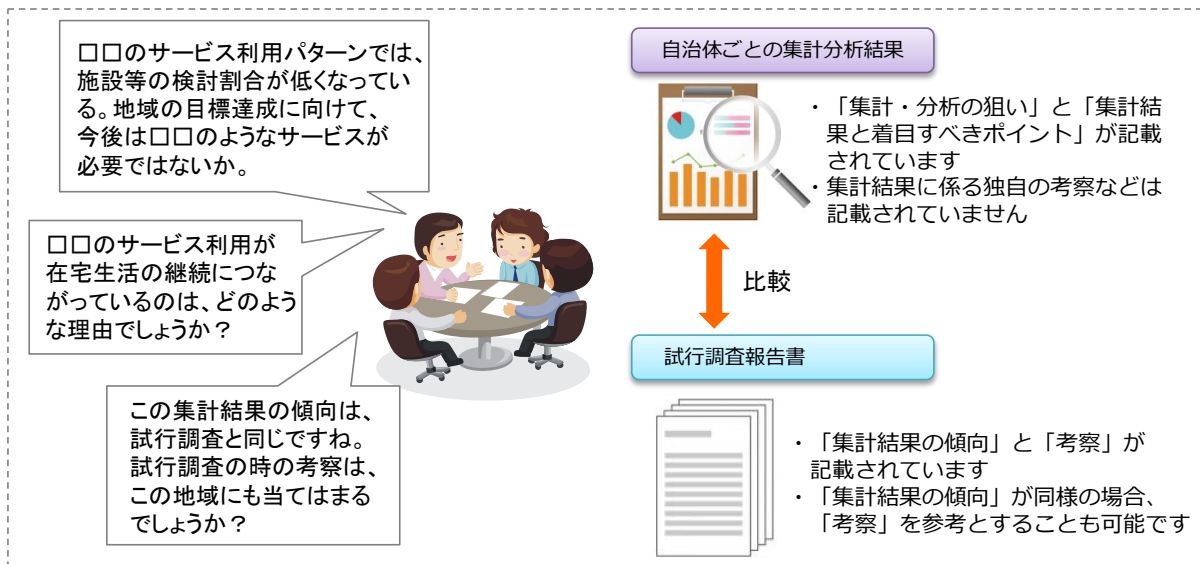 □□のサービス利用パターンでは、
施設等の検討割合が低くなってい
る。地域の目標達成に向けて、
今後は□□のようなサービスが
必要ではないか。
□□のサービス利用が
在宅生活の継続につな
がっているのは、どのよう
な理由でしょうか？
この集計結果の傾向は、
試行調査と同じですね。
試行調査の時の考察は、
この地域にも当てはまる
でしょうか？
自治体ごとの集計分析結果
・「集計・分析の狙い」と「集計結
果と着目すべきポイント」が記載
されています
・集計結果に係る独自の考察などは
記載されていません
比較
試行調査報告書
・「集計結果の傾向」と「考察」が
記載されています
・「集計結果の傾向」が同様の場合、
「考察」を参考とすることも可能です